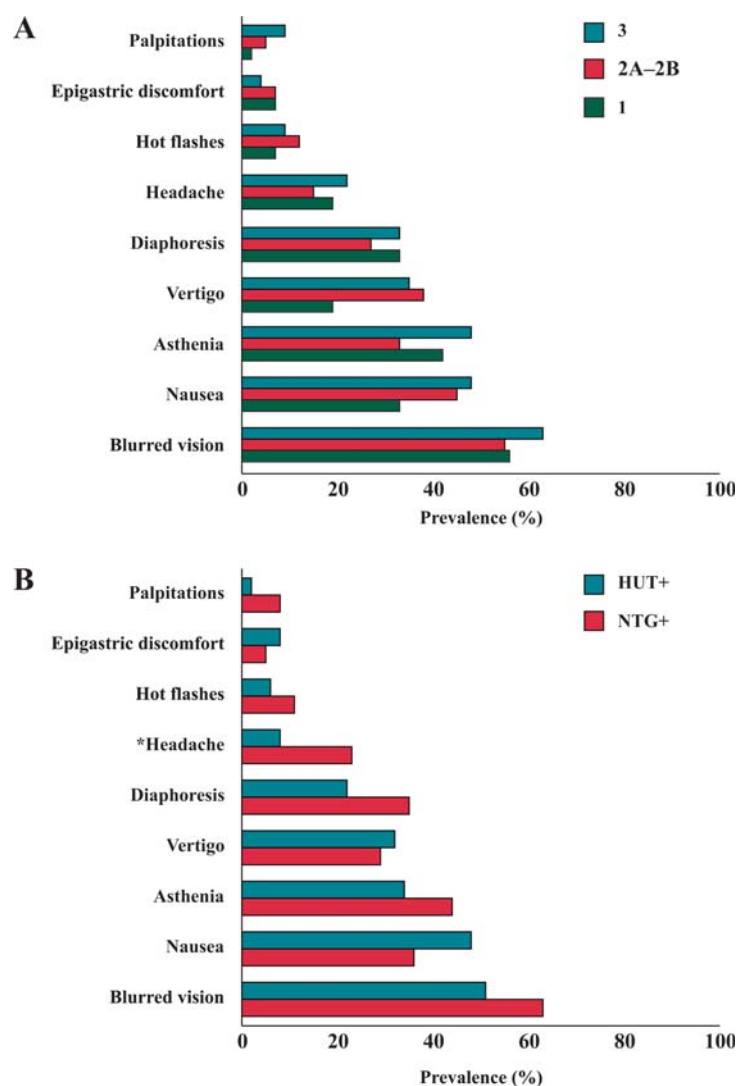 A
3
2A–2B
1
Palpitations
Epigastric discomfort
Hot flashes
Headache
Diaphoresis
Vertigo
Asthenia
Nausea
Blurred vision
0 20 40 60 80 100
Prevalence (%)
B
HUT+
NTG+
Palpitations
Epigastric discomfort
Hot flashes
*Headache
Diaphoresis
Vertigo
Asthenia
Nausea
Blurred vision
0 20 40 60 80 100
Prevalence (%)